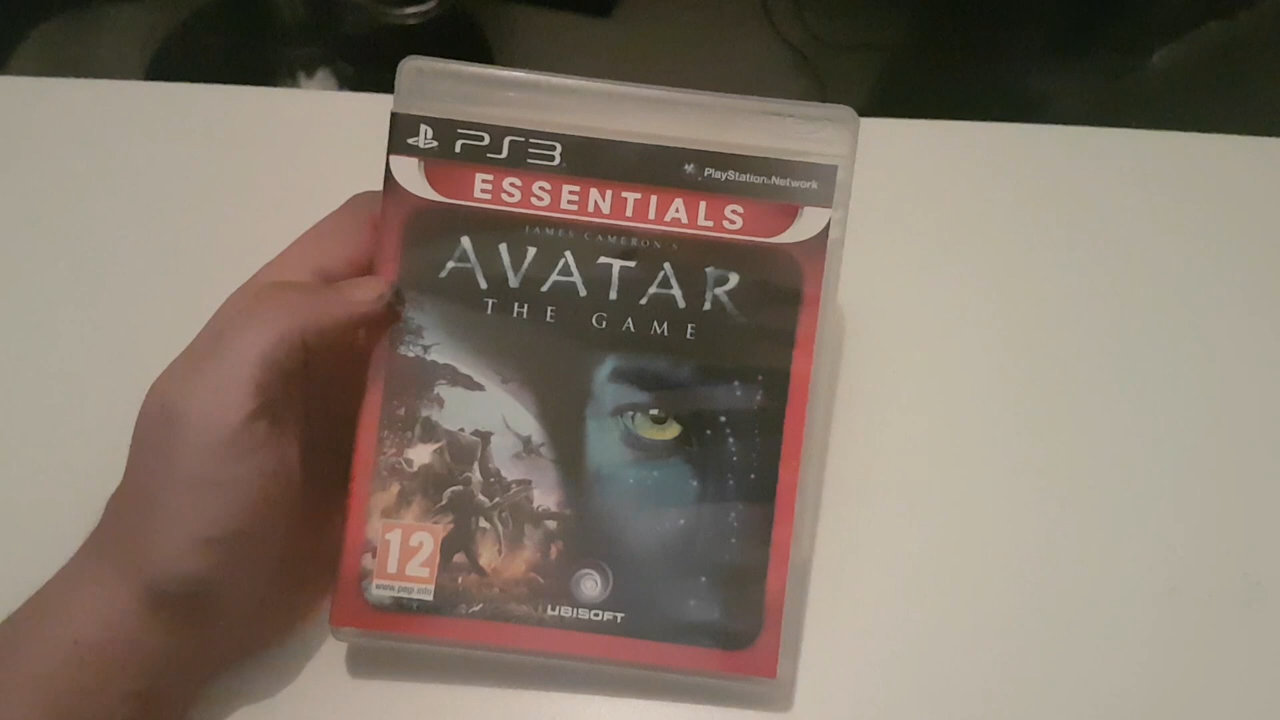 PS3
PlayStation®Network
ESSENTIALS
JAMES CAMERON'S
AVATAR
THE GAME
12
www.pegi.info
UBISOFT